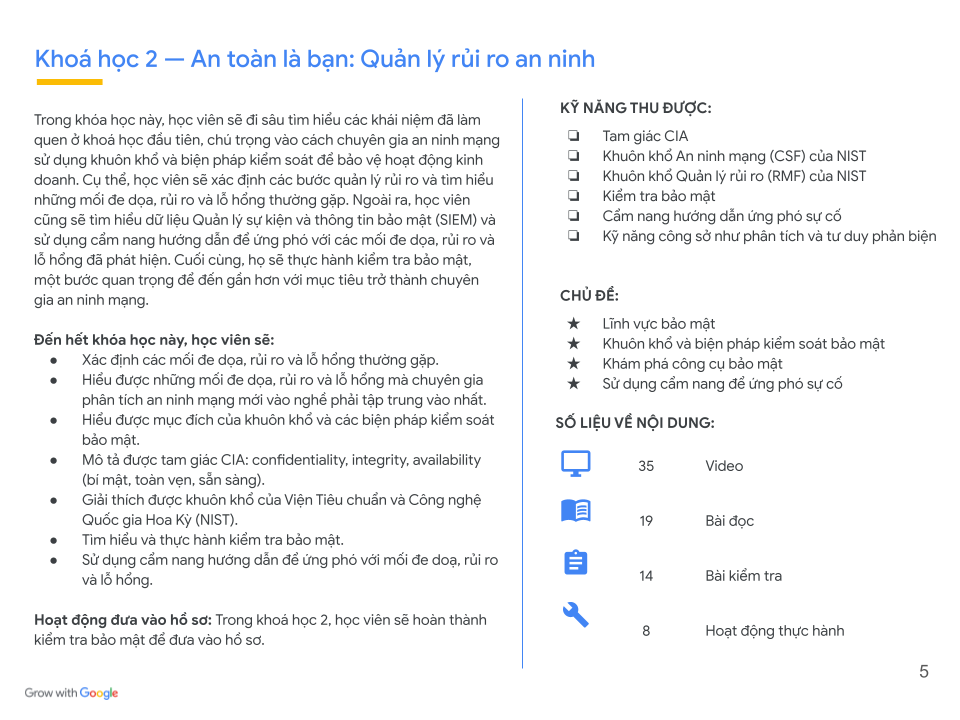 Khoá học 2 — An toàn là bạn: Quản lý rủi ro an ninh
Trong khóa học này, học viên sẽ đi sâu tìm hiểu các khái niệm đã làm
quen ở khoá học đầu tiên, chú trọng vào cách chuyên gia an ninh mạng
sử dụng khuôn khổ và biện pháp kiểm soát để bảo vệ hoạt động kinh
doanh. Cụ thể, học viên sẽ xác định các bước quản lý rủi ro và tìm hiểu
những mối đe dọa, rủi ro và lỗ hổng thường gặp. Ngoài ra, học viên
cũng sẽ tìm hiểu dữ liệu Quản lý sự kiện và thông tin bảo mật (SIEM) và
sử dụng cẩm nang hướng dẫn để ứng phó với các mối đe dọa, rủi ro và
lỗ hổng đã phát hiện. Cuối cùng, họ sẽ thực hành kiểm tra bảo mật,
một bước quan trọng để đến gần hơn với mục tiêu trở thành chuyên
gia an ninh mạng.
Đến hết khóa học này, học viên sẽ:
● Xác định các mối đe dọa, rủi ro và lỗ hổng thường gặp.
● Hiểu được những mối đe dọa, rủi ro và lỗ hổng mà chuyên gia
phân tích an ninh mạng mới vào nghề phải tập trung vào nhất.
● Hiểu được mục đích của khuôn khổ và các biện pháp kiểm soát
bảo mật.
● Mô tả được tam giác CIA: confidentiality, integrity, availability
(bí mật, toàn vẹn, sẵn sàng).
● Giải thích được khuôn khổ của Viện Tiêu chuẩn và Công nghệ
Quốc gia Hoa Kỳ (NIST).
● Tìm hiểu và thực hành kiểm tra bảo mật.
● Sử dụng cẩm nang hướng dẫn để ứng phó với mối đe doạ, rủi ro
và lỗ hổng.
Hoạt động đưa vào hồ sơ: Trong khoá học 2, học viên sẽ hoàn thành
kiểm tra bảo mật để đưa vào hồ sơ.
KỸ NĂNG THU ĐƯỢC:
❏ Tam giác CIA
❏ Khuôn khổ An ninh mạng (CSF) của NIST
❏ Khuôn khổ Quản lý rủi ro (RMF) của NIST
❏ Kiểm tra bảo mật
❏ Cẩm nang hướng dẫn ứng phó sự cố
❏ Kỹ năng công sở như phân tích và tư duy phản biện
CHỦ ĐỀ:
★ Lĩnh vực bảo mật
★ Khuôn khổ và biện pháp kiểm soát bảo mật
★ Khám phá công cụ bảo mật
★ Sử dụng cẩm nang để ứng phó sự cố
SỐ LIỆU VỀ NỘI DUNG:
35 Video
19 Bài đọc
14 Bài kiểm tra
8 Hoạt động thực hành
5
Grow with Google